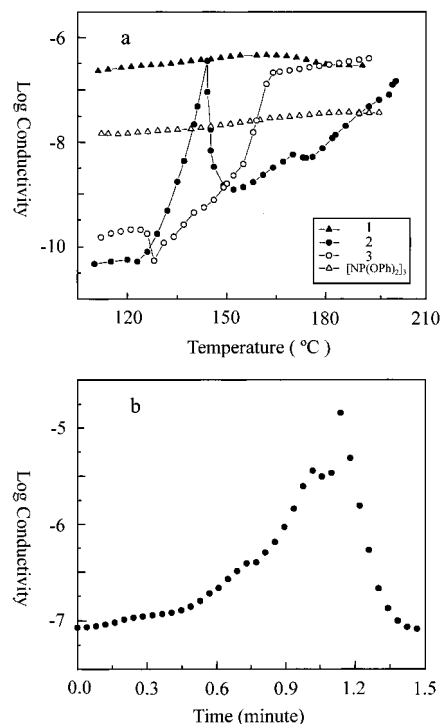 a
-6
-8
-10
Log Conductivity
1
2
3
[NP(OPh)₂]₃
120
150
180
210
Temperature ( °C)
b
-5
-6
-7
Log Conductivity
0.0
0.3
0.6
0.9
1.2
1.5
Time (minute)